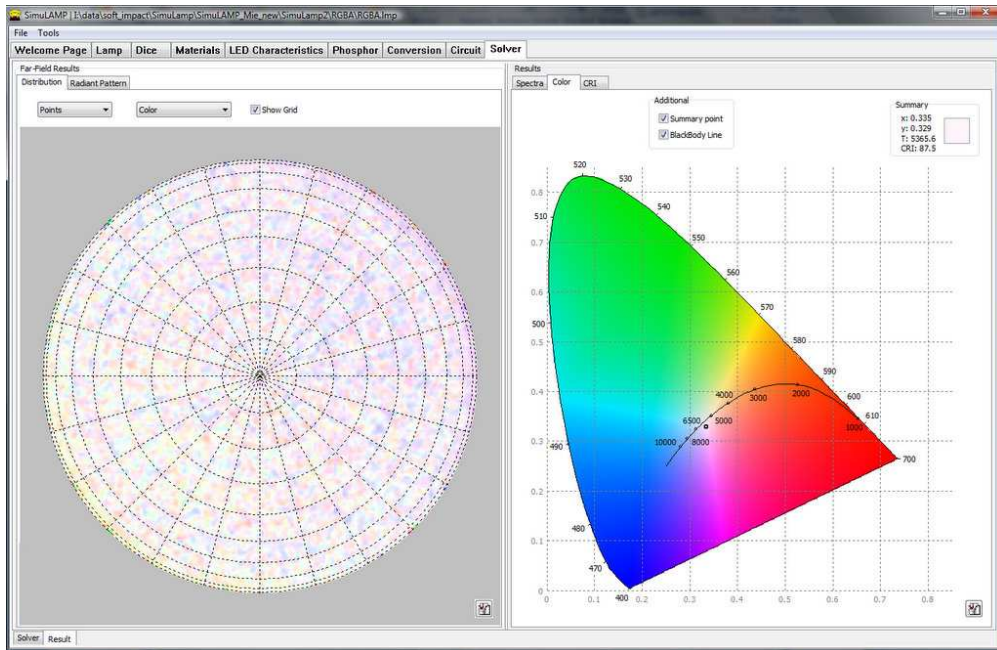 SimuLAMP | I:\data\soft_impact\SimuLamp\SimuLAMP_Mie_new\SimuLamp2\RGBA\RGBA.lmp
File Tools
Welcome Page Lamp Dice Materials LED Characteristics Phosphor Conversion Circuit Solver
Far-Field Results
Distribution Radiant Pattern
Points Color Show Grid
Results
Spectra Color CRI
Additional
Summary point
BlackBody Line
Summary
x: 0.335
y: 0.329
T: 5365.6
CRI: 87.5
520
530
540
510
550
560
570
500
580
590
600
610
490
480
470
400
700
4000
3000
2000
6500
5000
10000
8000
1000
0.8
0.7
0.6
0.5
0.4
0.3
0.2
0.1
0
0 0.1 0.2 0.3 0.4 0.5 0.6 0.7 0.8
Solver Result